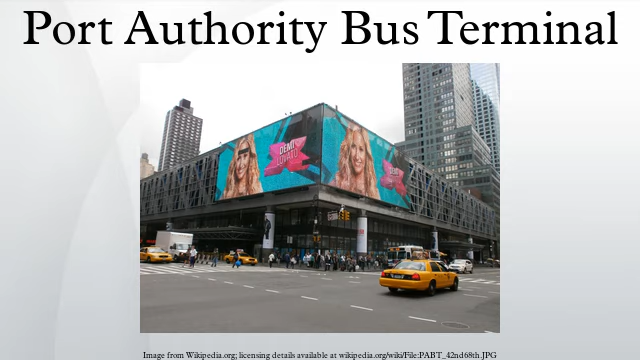 Port Authority Bus Terminal
DEMI
LOVATO
Image from Wikipedia.org; licensing details available at wikipedia.org/wiki/File:PABT_42nd68th.JPG